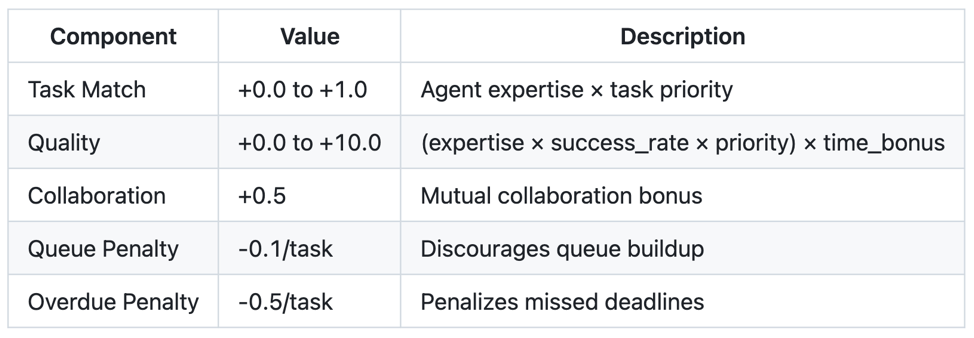 Component Value Description
Task Match +0.0 to +1.0 Agent expertise × task priority
Quality +0.0 to +10.0 (expertise × success_rate × priority) × time_bonus
Collaboration +0.5 Mutual collaboration bonus
Queue Penalty -0.1/task Discourages queue buildup
Overdue Penalty -0.5/task Penalizes missed deadlines